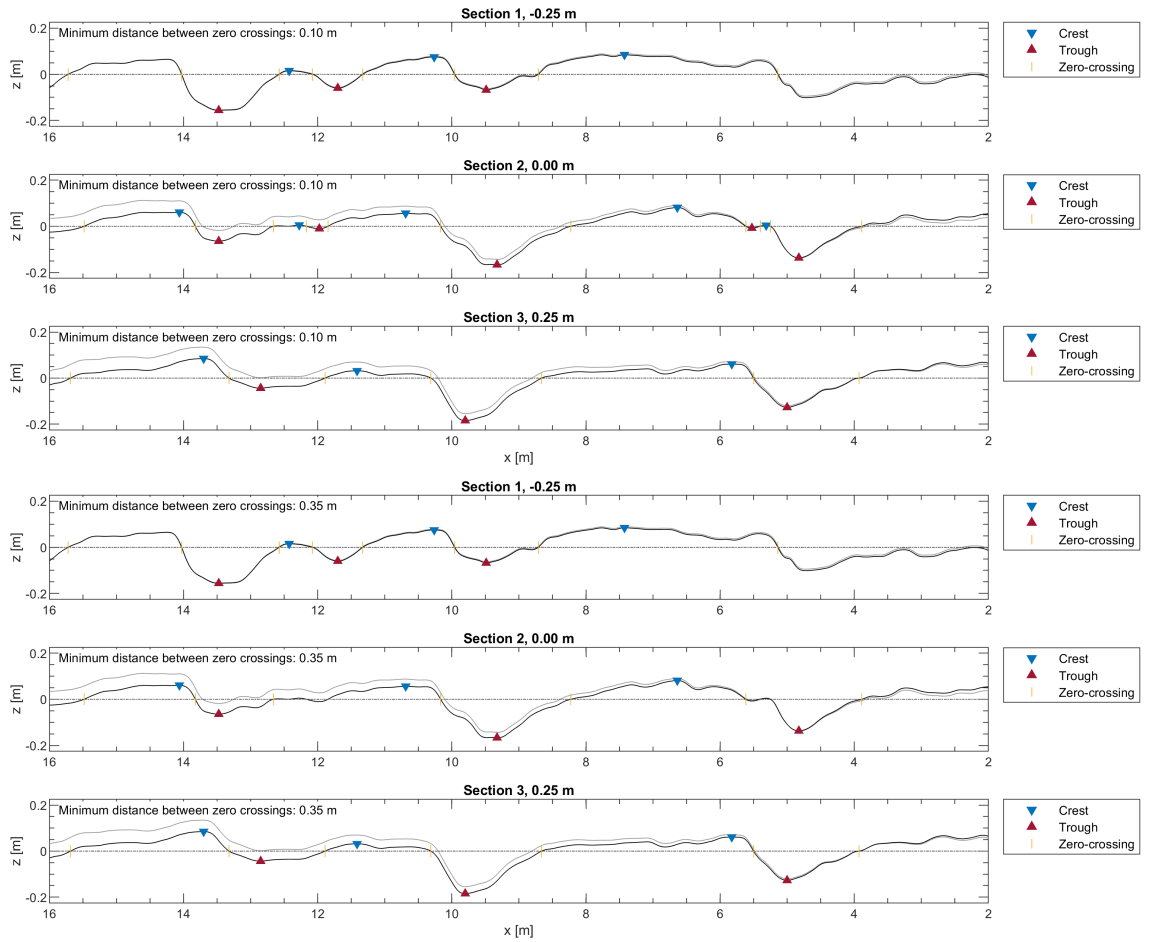 Section 1, -0.25 m
Minimum distance between zero crossings: 0.10 m
z [m]
0.2
0
-0.2
16 14 12 10 8 6 4 2
Crest
Trough
Zero-crossing
Section 2, 0.00 m
Minimum distance between zero crossings: 0.10 m
z [m]
0.2
0
-0.2
16 14 12 10 8 6 4 2
Crest
Trough
Zero-crossing
Section 3, 0.25 m
Minimum distance between zero crossings: 0.10 m
z [m]
0.2
0
-0.2
16 14 12 10 8 6 4 2
x [m]
Crest
Trough
Zero-crossing
Section 1, -0.25 m
Minimum distance between zero crossings: 0.35 m
z [m]
0.2
0
-0.2
16 14 12 10 8 6 4 2
Crest
Trough
Zero-crossing
Section 2, 0.00 m
Minimum distance between zero crossings: 0.35 m
z [m]
0.2
0
-0.2
16 14 12 10 8 6 4 2
Crest
Trough
Zero-crossing
Section 3, 0.25 m
Minimum distance between zero crossings: 0.35 m
z [m]
0.2
0
-0.2
16 14 12 10 8 6 4 2
x [m]
Crest
Trough
Zero-crossing